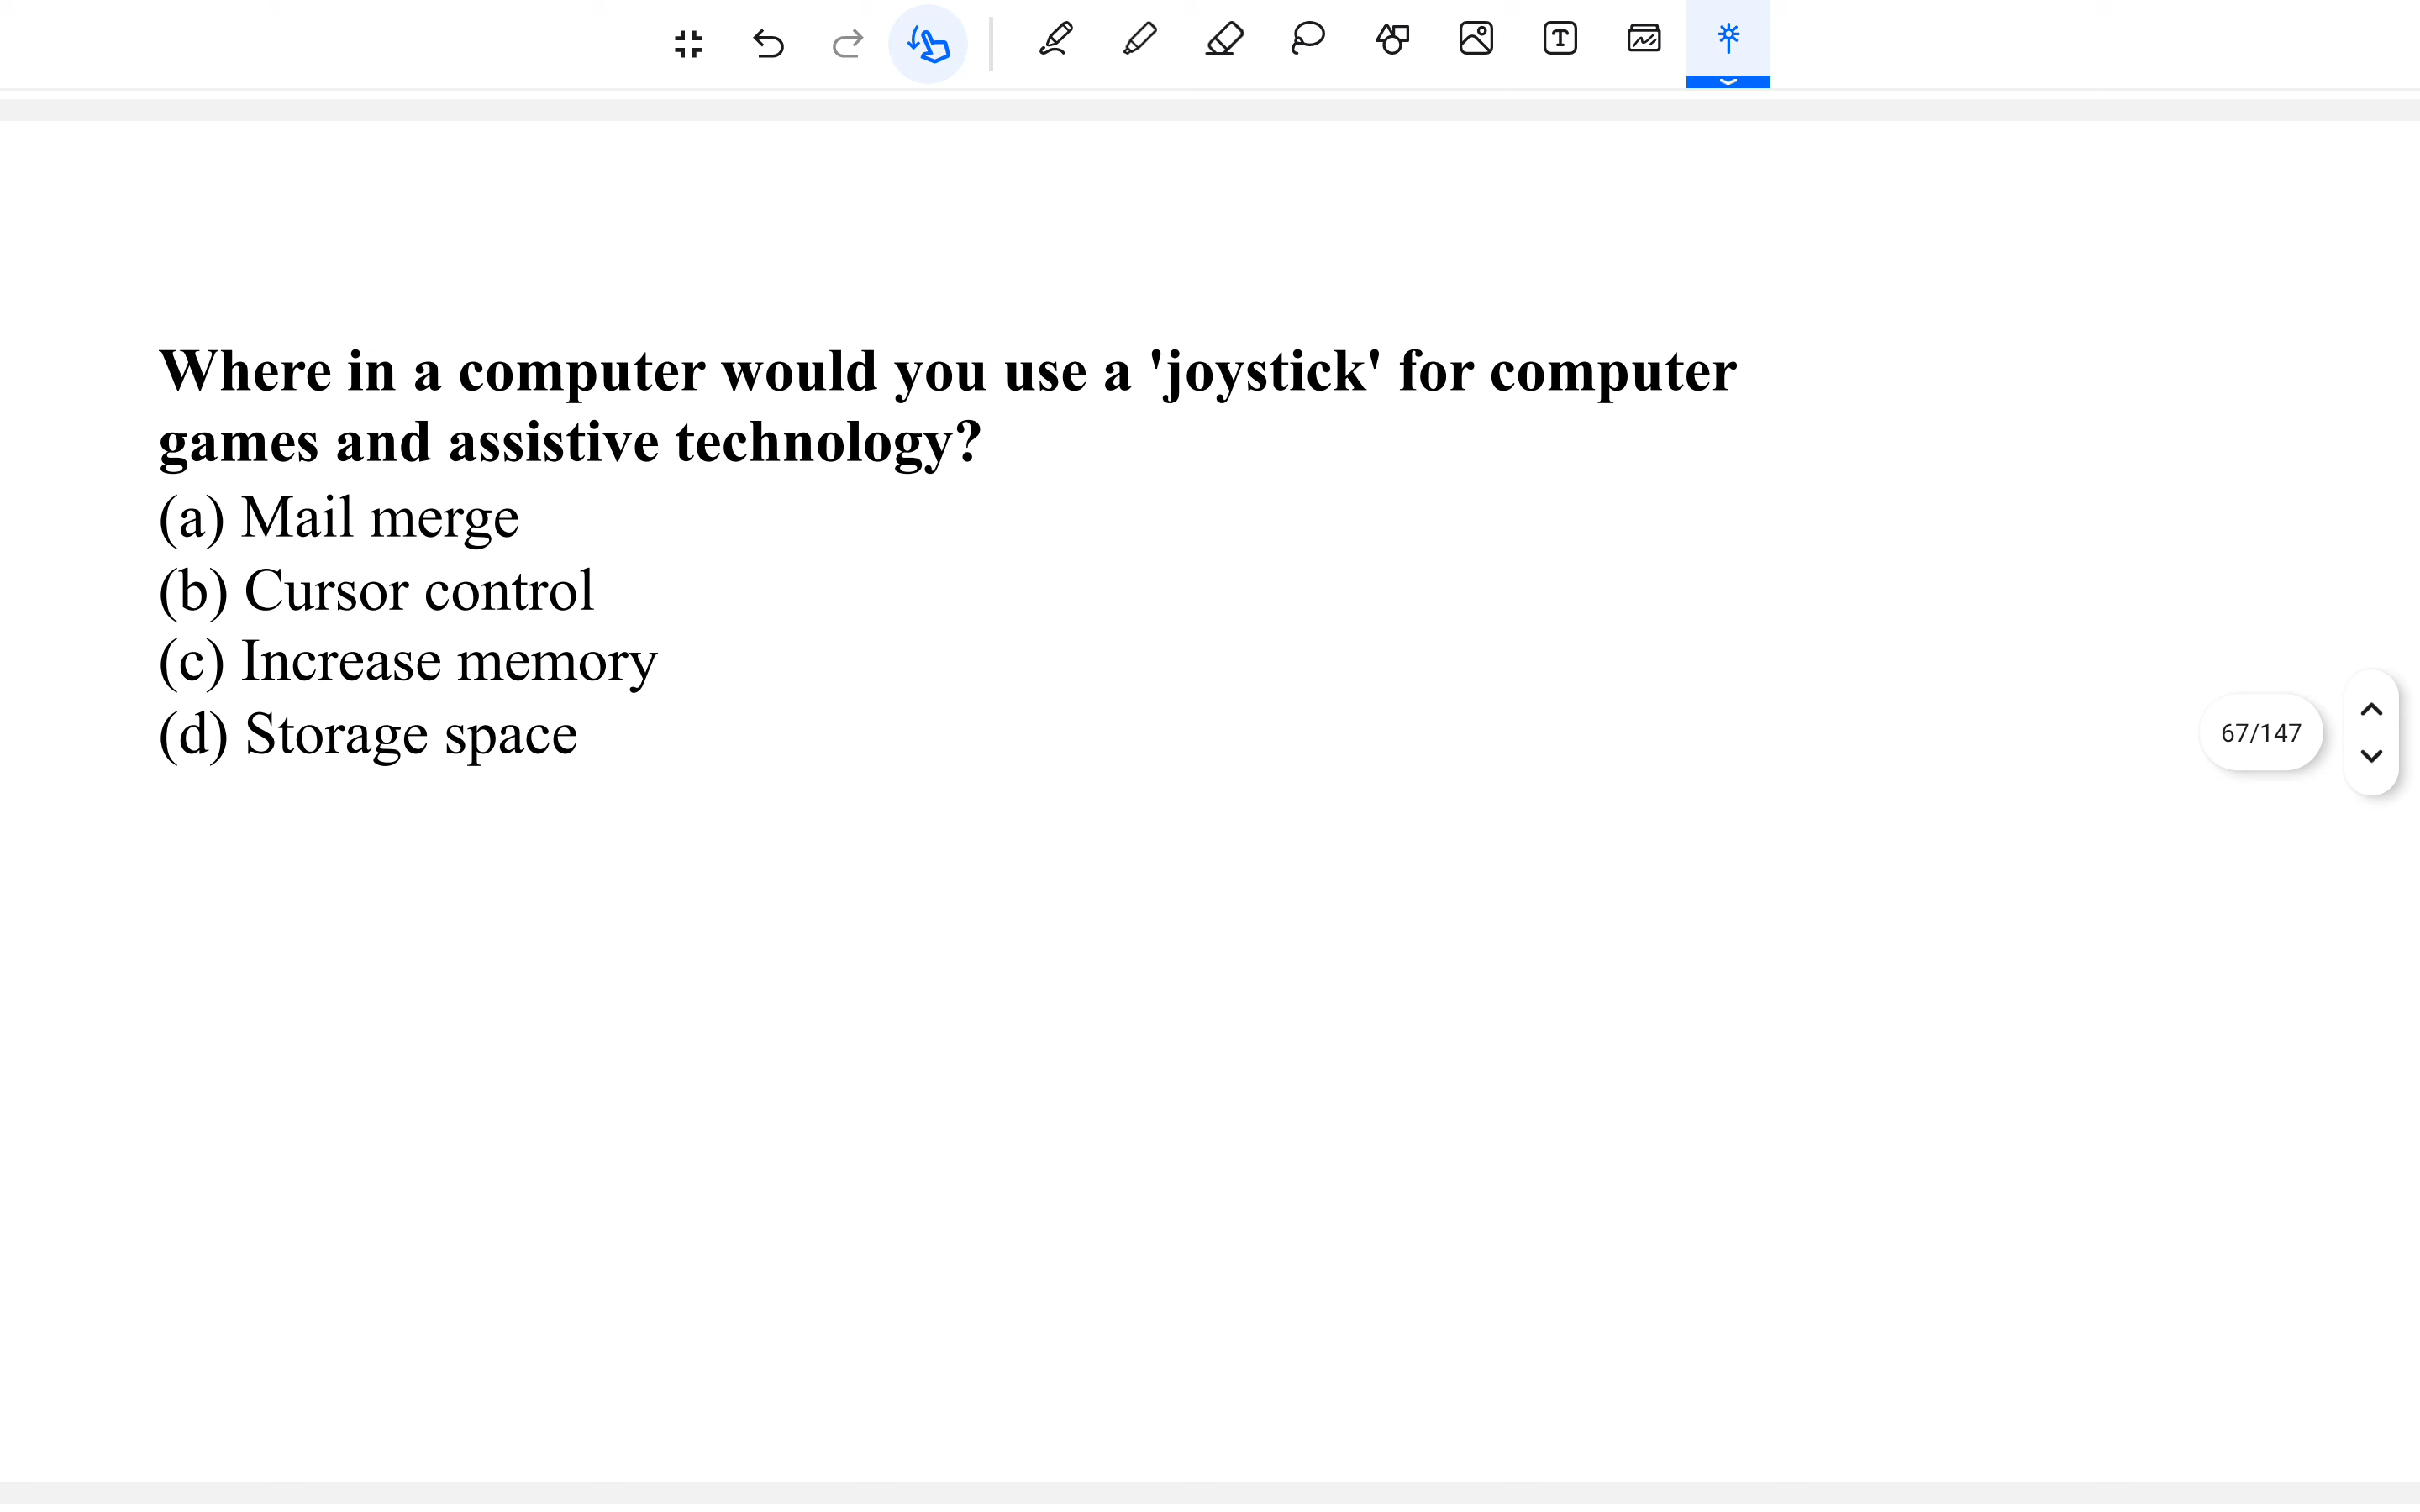 Where in a computer would you use a 'joystick' for computer
games and assistive technology?
(a) Mail merge
(b) Cursor control
(c) Increase memory
(d) Storage space
67/147